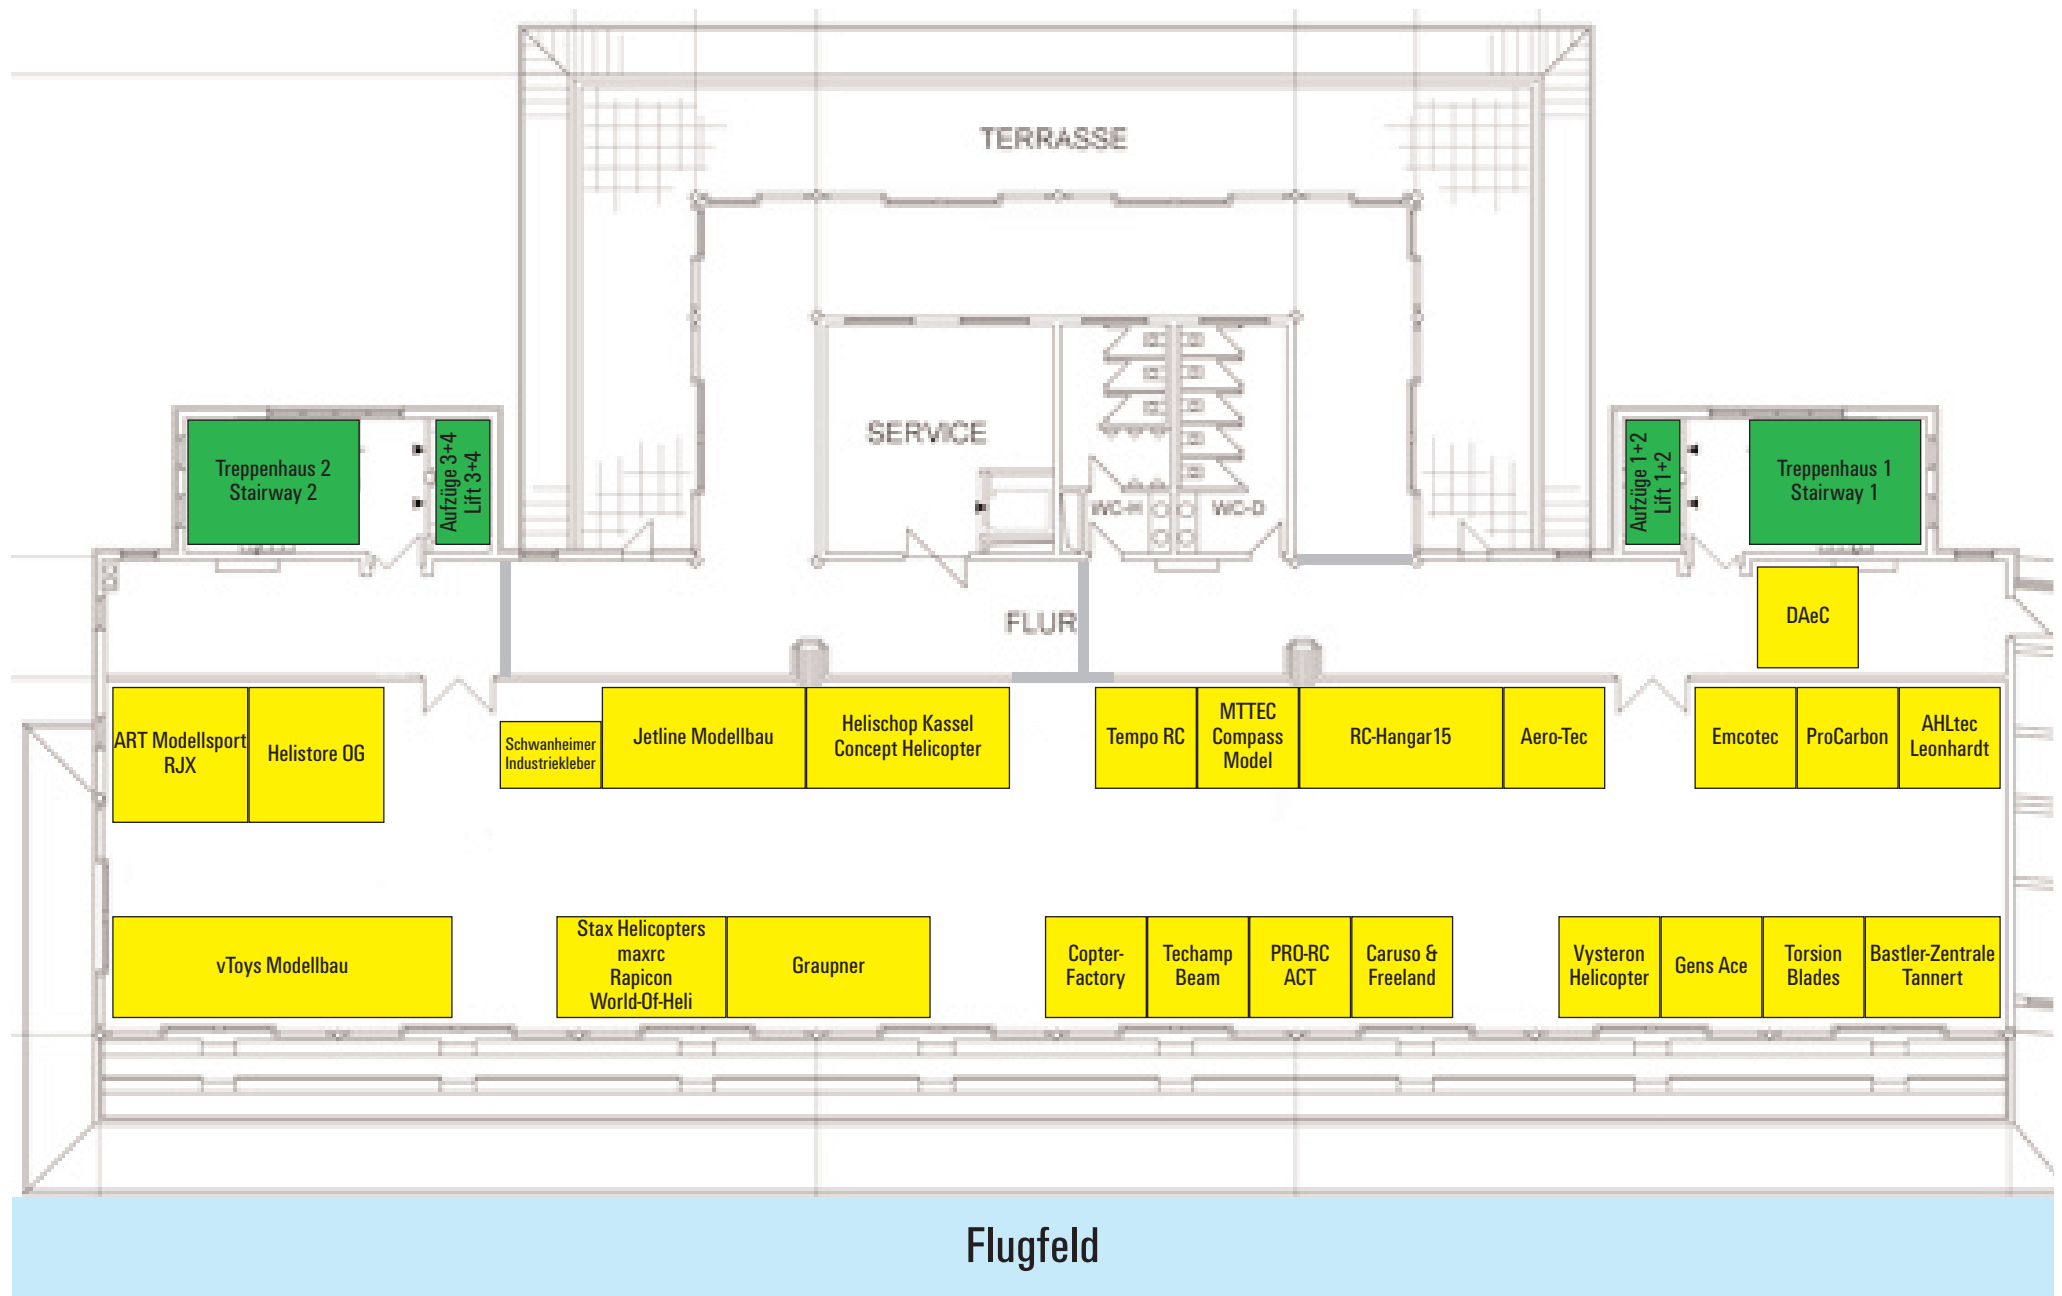 TERRASSE
SERVICE
WC-H
WC-D
Treppenhaus 2
Stairway 2
Aufzüge 3+4
Lift 3+4
Aufzüge 1+2
Lift 1+2
Treppenhaus 1
Stairway 1
FLUR
DAeC
ART Modellsport
RJX
Helistore OG
Schwanheimer
Industriekleber
Jetline Modellbau
Helischop Kassel
Concept Helicopter
Tempo RC
MTTEC
Compass
Model
RC-Hangar15
Aero-Tec
Emcotec
ProCarbon
AHLtec
Leonhardt
vToys Modellbau
Stax Helicopters
maxrc
Rapicon
World-Of-Heli
Graupner
Copter-
Factory
Techamp
Beam
PRO-RC
ACT
Caruso &
Freeland
Vysteron
Helicopter
Gens Ace
Torsion
Blades
Bastler-Zentrale
Tannert
Flugfeld